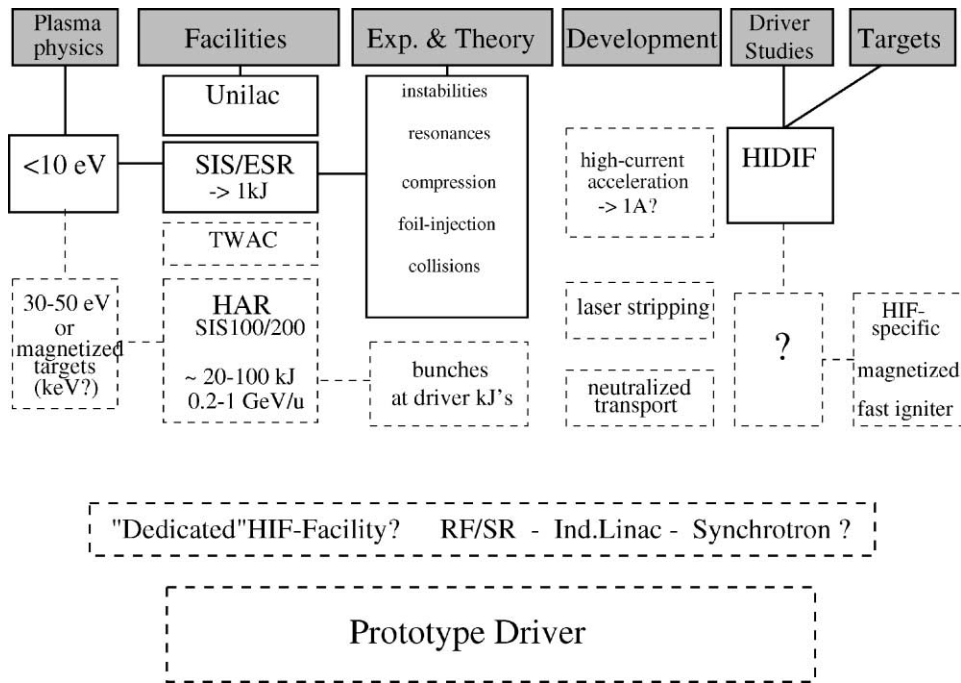 Plasma
physics
Facilities
Exp. & Theory
Development
Driver
Studies
Targets
Unilac
<10 eV
SIS/ESR
-> 1kJ
TWAC
instabilities
resonances
compression
foil-injection
collisions
high-current
acceleration
-> 1A?
HIDIF
30-50 eV
or
magnetized
targets
(keV?)
HAR
SIS100/200
~ 20-100 kJ
0.2-1 GeV/u
bunches
at driver kJ's
laser stripping
neutralized
transport
?
HIF-
specific
magnetized
fast igniter
"Dedicated"HIF-Facility? RF/SR - Ind.Linac - Synchrotron ?
Prototype Driver